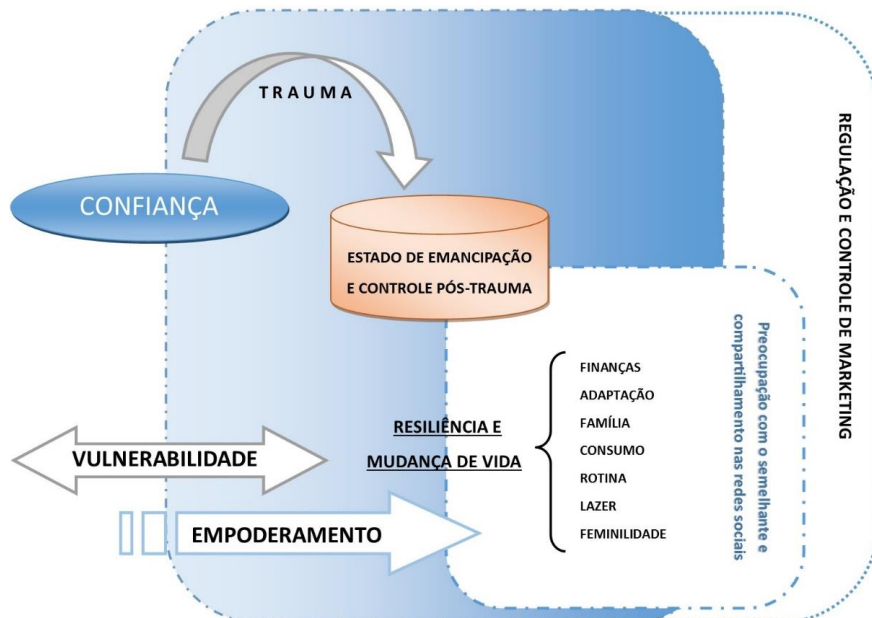 T R A U M A
CONFIANÇA
ESTADO DE EMANCIPAÇÃO
E CONTROLE PÓS-TRAUMA
VULNERABILIDADE
EMPODERAMENTO
RESILIÊNCIA E
MUDANÇA DE VIDA
FINANÇAS
ADAPTAÇÃO
FAMÍLIA
CONSUMO
ROTINA
LAZER
FEMINILIDADE
Preocupação com o semelhante e
compartilhamento nas redes sociais
REGULAÇÃO E CONTROLE DE MARKETING